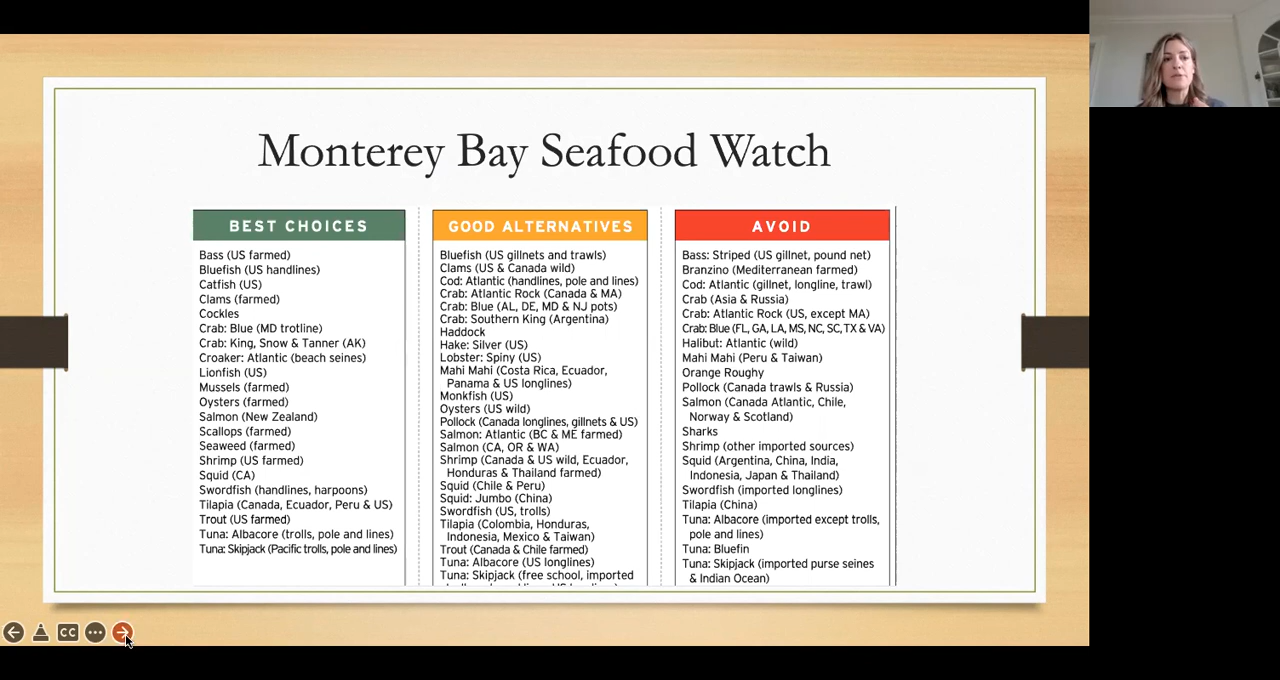 Monterey Bay Seafood Watch
BEST CHOICES
Bass (US farmed)
Bluefish (US handlines)
Catfish (US)
Clams (farmed)
Cockles
Crab: Blue (MD trotline)
Crab: King, Snow & Tanner (AK)
Croaker: Atlantic (beach seines)
Lionfish (US)
Mussels (farmed)
Oysters (farmed)
Salmon (New Zealand)
Scallops (farmed)
Seaweed (farmed)
Shrimp (US farmed)
Squid (CA)
Swordfish (handlines, harpoons)
Tilapia (Canada, Ecuador, Peru & US)
Trout (US farmed)
Tuna: Albacore (trolls, pole and lines)
Tuna: Skipjack (Pacific trolls, pole and lines)
GOOD ALTERNATIVES
Bluefish (US gillnets and trawls)
Clams (US & Canada wild)
Cod: Atlantic (handlines, pole and lines)
Crab: Atlantic Rock (Canada & MA)
Crab: Blue (AL, DE, MD & NJ pots)
Crab: Southern King (Argentina)
Haddock
Hake: Silver (US)
Lobster: Spiny (US)
Mahi Mahi (Costa Rica, Ecuador,
Panama & US longlines)
Monkfish (US)
Oysters (US wild)
Pollock (Canada longlines, gillnets & US)
Salmon: Atlantic (BC & ME farmed)
Salmon (CA, OR & WA)
Shrimp (Canada & US wild, Ecuador,
Honduras & Thailand farmed)
Squid (Chile & Peru)
Squid: Jumbo (China)
Swordfish (US, trolls)
Tilapia (Colombia, Honduras,
Indonesia, Mexico & Taiwan)
Trout (Canada & Chile farmed)
Tuna: Albacore (US longlines)
Tuna: Skipjack (free school, imported
AVOID
Bass: Striped (US gillnet, pound net)
Branzino (Mediterranean farmed)
Cod: Atlantic (gillnet, longline, trawl)
Crab (Asia & Russia)
Crab: Atlantic Rock (US, except MA)
Crab: Blue (FL, GA, LA, MS, NC, SC, TX & VA)
Halibut: Atlantic (wild)
Mahi Mahi (Peru & Taiwan)
Orange Roughy
Pollock (Canada trawls & Russia)
Salmon (Canada Atlantic, Chile,
Norway & Scotland)
Sharks
Shrimp (other imported sources)
Squid (Argentina, China, India,
Indonesia, Japan & Thailand)
Swordfish (imported longlines)
Tilapia (China)
Tuna: Albacore (imported except trolls,
pole and lines)
Tuna: Bluefin
Tuna: Skipjack (imported purse seines
& Indian Ocean)
CC